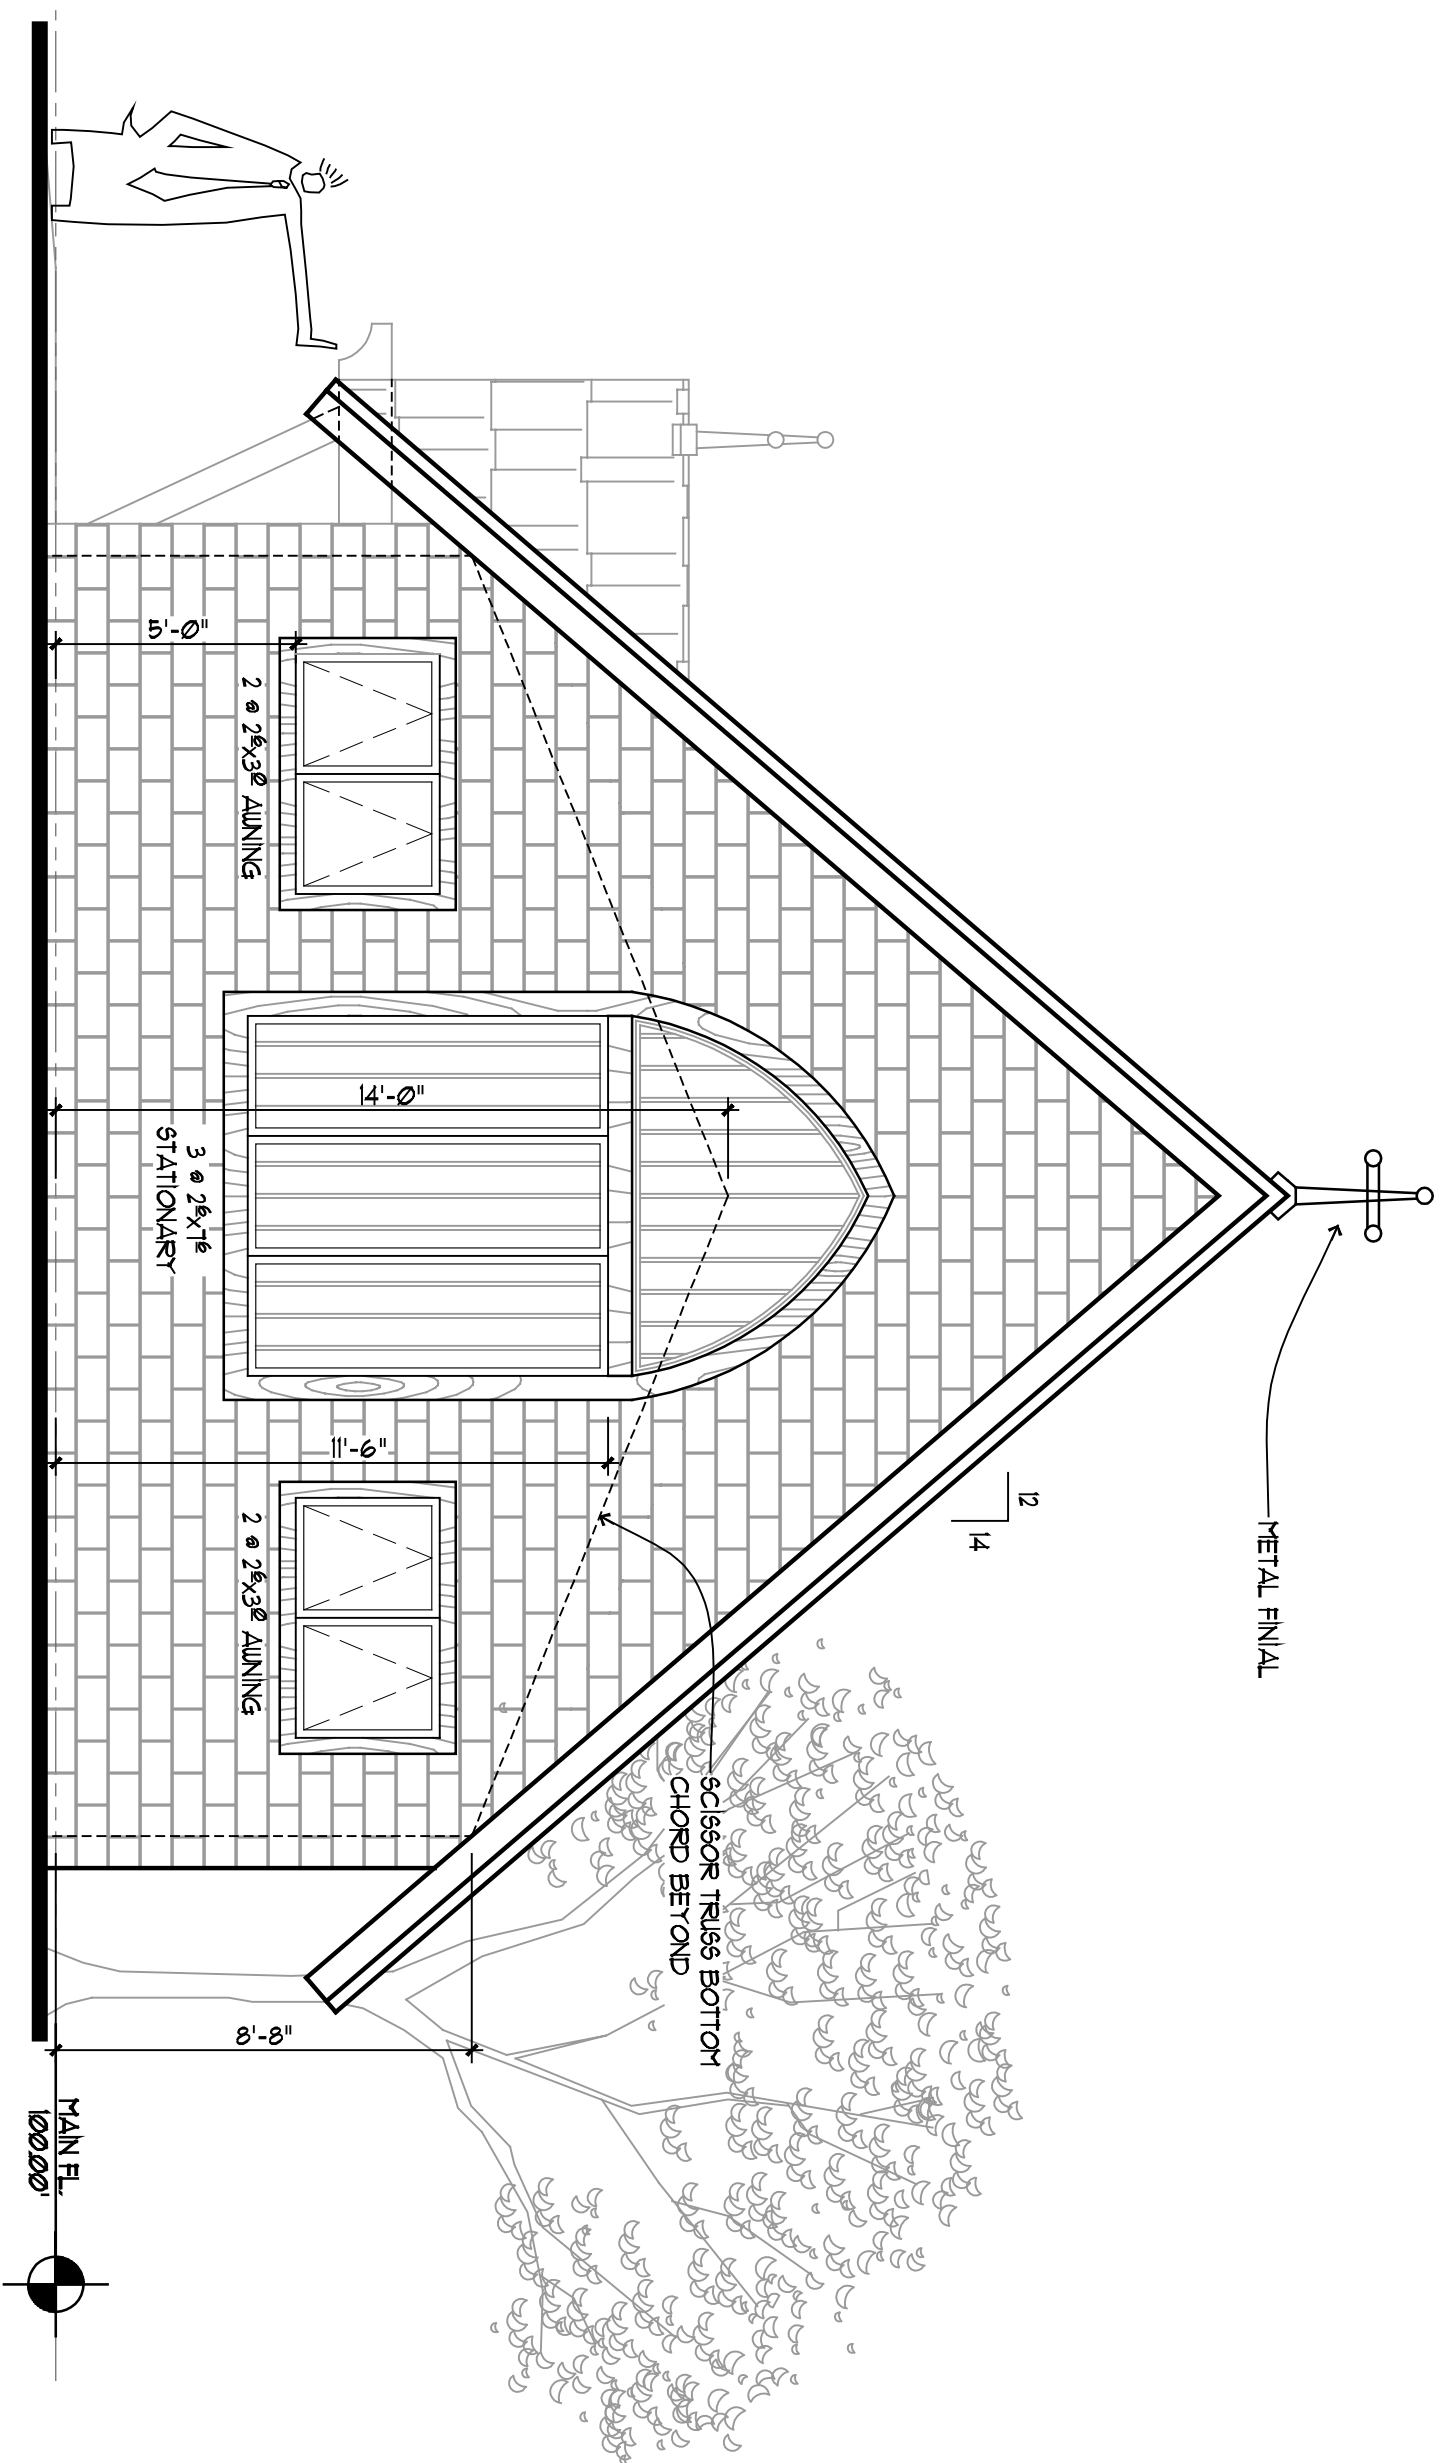 METAL FINIAL
12
14
SCISSOR TRUSS BOTTOM
CHORD BEYOND
14'-0"
11'-6"
5'-0"
8'-8"
2 @ 2⁶x3⁰ AWNING
3 @ 2⁶x7⁶
STATIONARY
2 @ 2⁶x3⁰ AWNING
MAIN FL.
100.00'